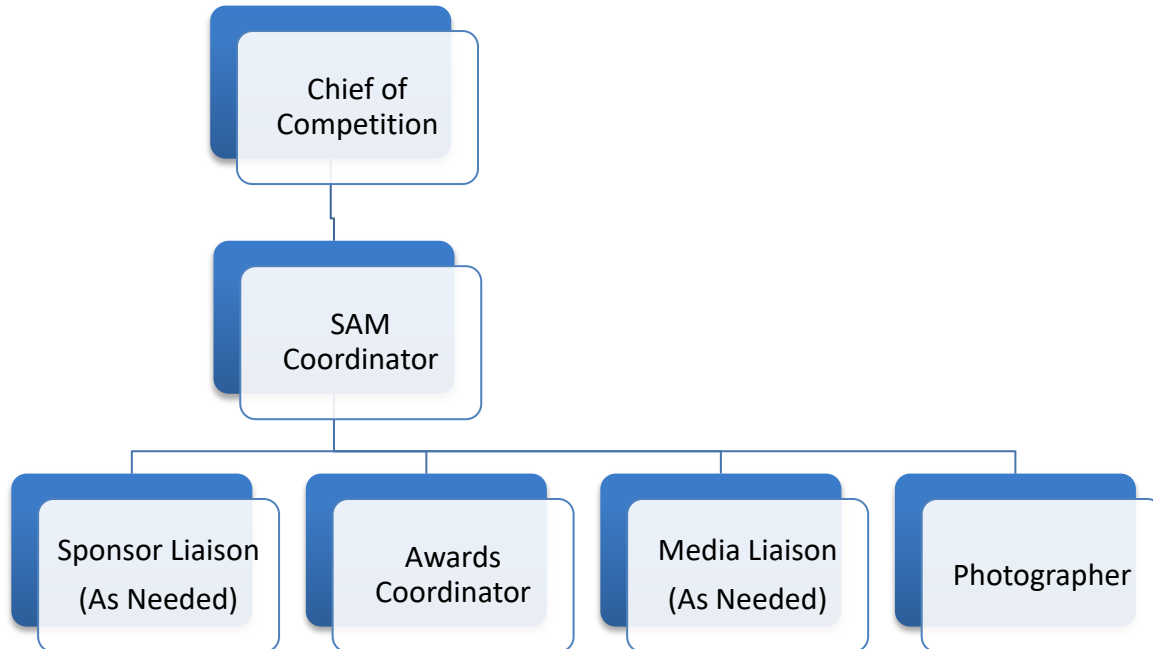 Chief of
Competition
SAM
Coordinator
Sponsor Liaison
(As Needed)
Awards
Coordinator
Media Liaison
(As Needed)
Photographer